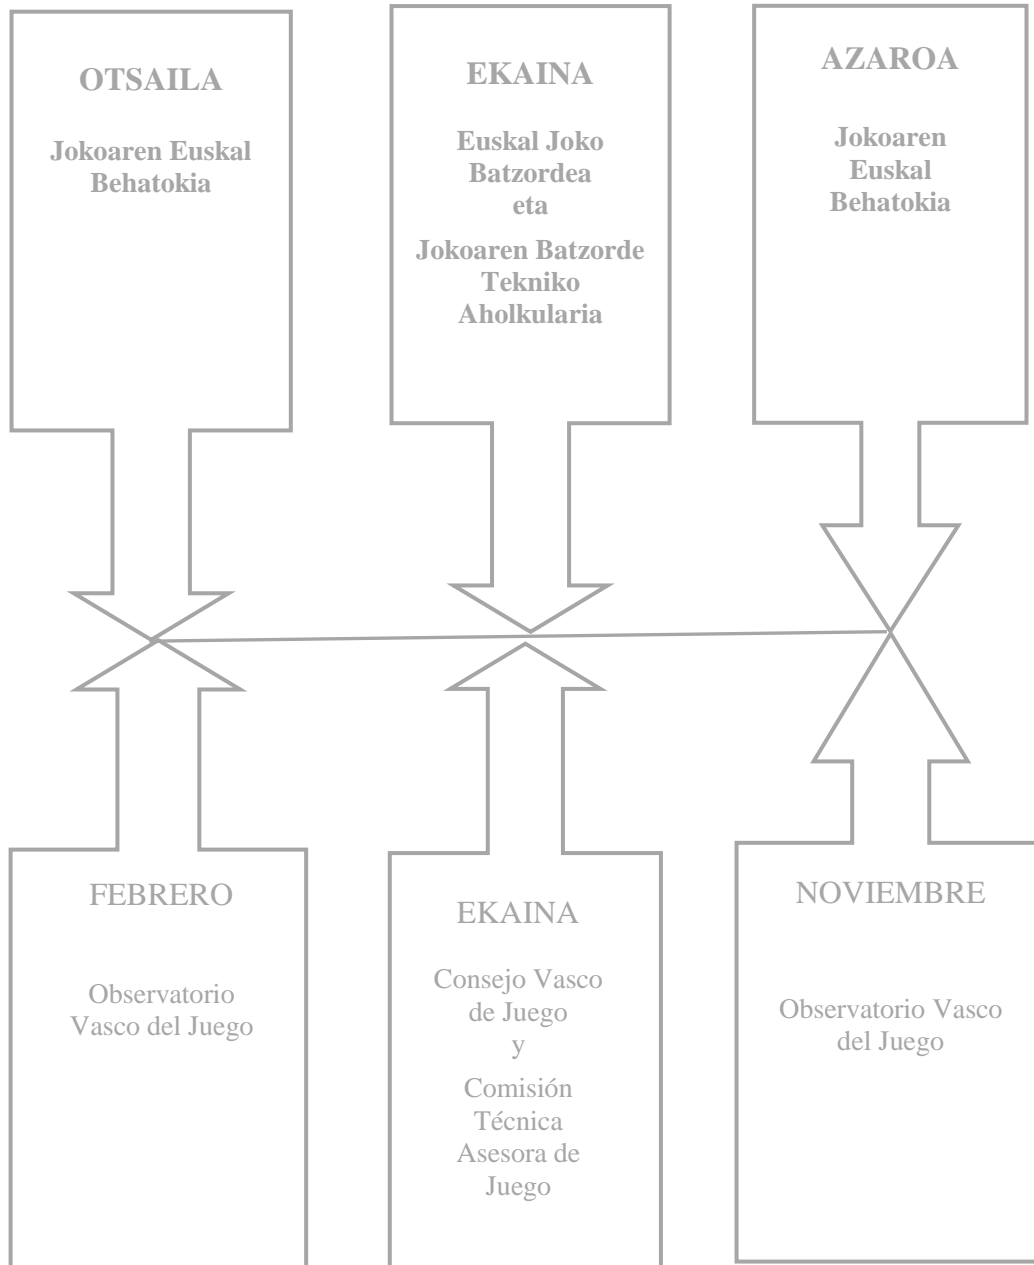 OTSAILA
Jokoaren Euskal
Behatokia
EKAINA
Euskal Joko
Batzordea
eta
Jokoaren Batzorde
Tekniko
Aholkularia
AZAROA
Jokoaren
Euskal
Behatokia
FEBRERO
Observatorio
Vasco del Juego
EKAINA
Consejo Vasco
de Juego
y
Comisión
Técnica
Asesora de
Juego
NOVIEMBRE
Observatorio Vasco
del Juego